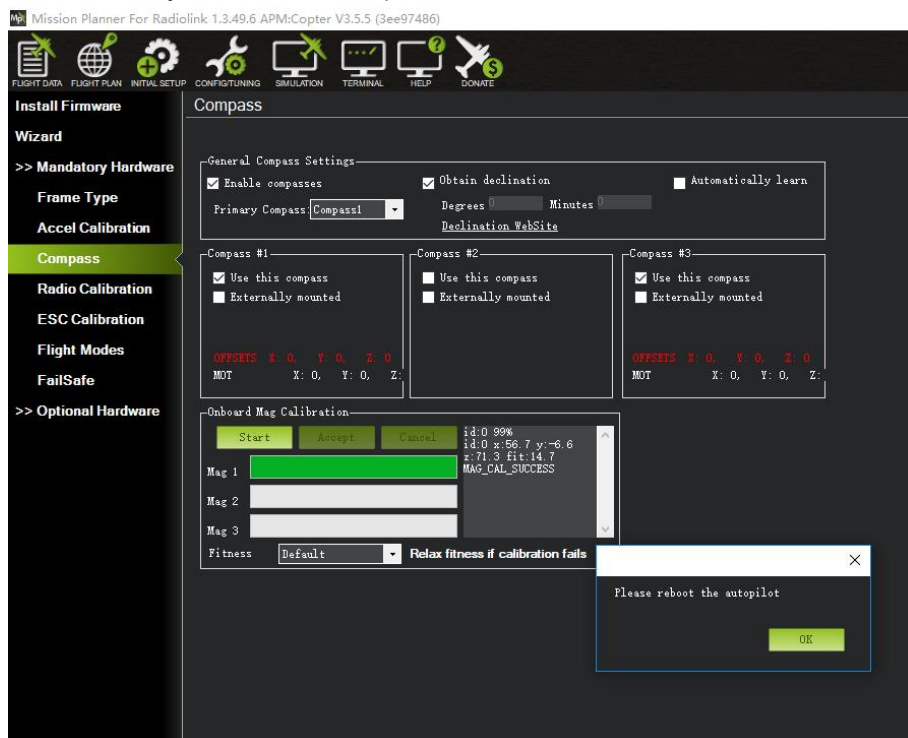 Mission Planner For Radiolink 1.3.49.6 APM:Copter V3.5.5 (3ee97486)
FLIGHT DATA FLIGHT PLAN INITIAL SETUP CONFIG/TUNING SIMULATION TERMINAL HELP DONATE
Install Firmware
Wizard
>> Mandatory Hardware
Frame Type
Accel Calibration
Compass
Radio Calibration
ESC Calibration
Flight Modes
FailSafe
>> Optional Hardware
Compass
General Compass Settings
Enable compasses Obtain declination Automatically learn
Primary Compass: Compass1 Degrees 0 Minutes 0
Declination WebSite
Compass #1 Compass #2 Compass #3
Use this compass Use this compass Use this compass
Externally mounted Externally mounted Externally mounted
OFFSETS X: 0, Y: 0, Z: 0 OFFSETS X: 0, Y: 0, Z: 0
MOT X: 0, Y: 0, Z: MOT X: 0, Y: 0, Z:
Onboard Mag Calibration
Start Accept Cancel
id:0 99%
id:0 x:56.7 y:-6.6
z:71.3 fit:14.7
MAG_CAL_SUCCESS
Mag 1
Mag 2
Mag 3
Fitness Default Relax fitness if calibration fails
Please reboot the autopilot
OK